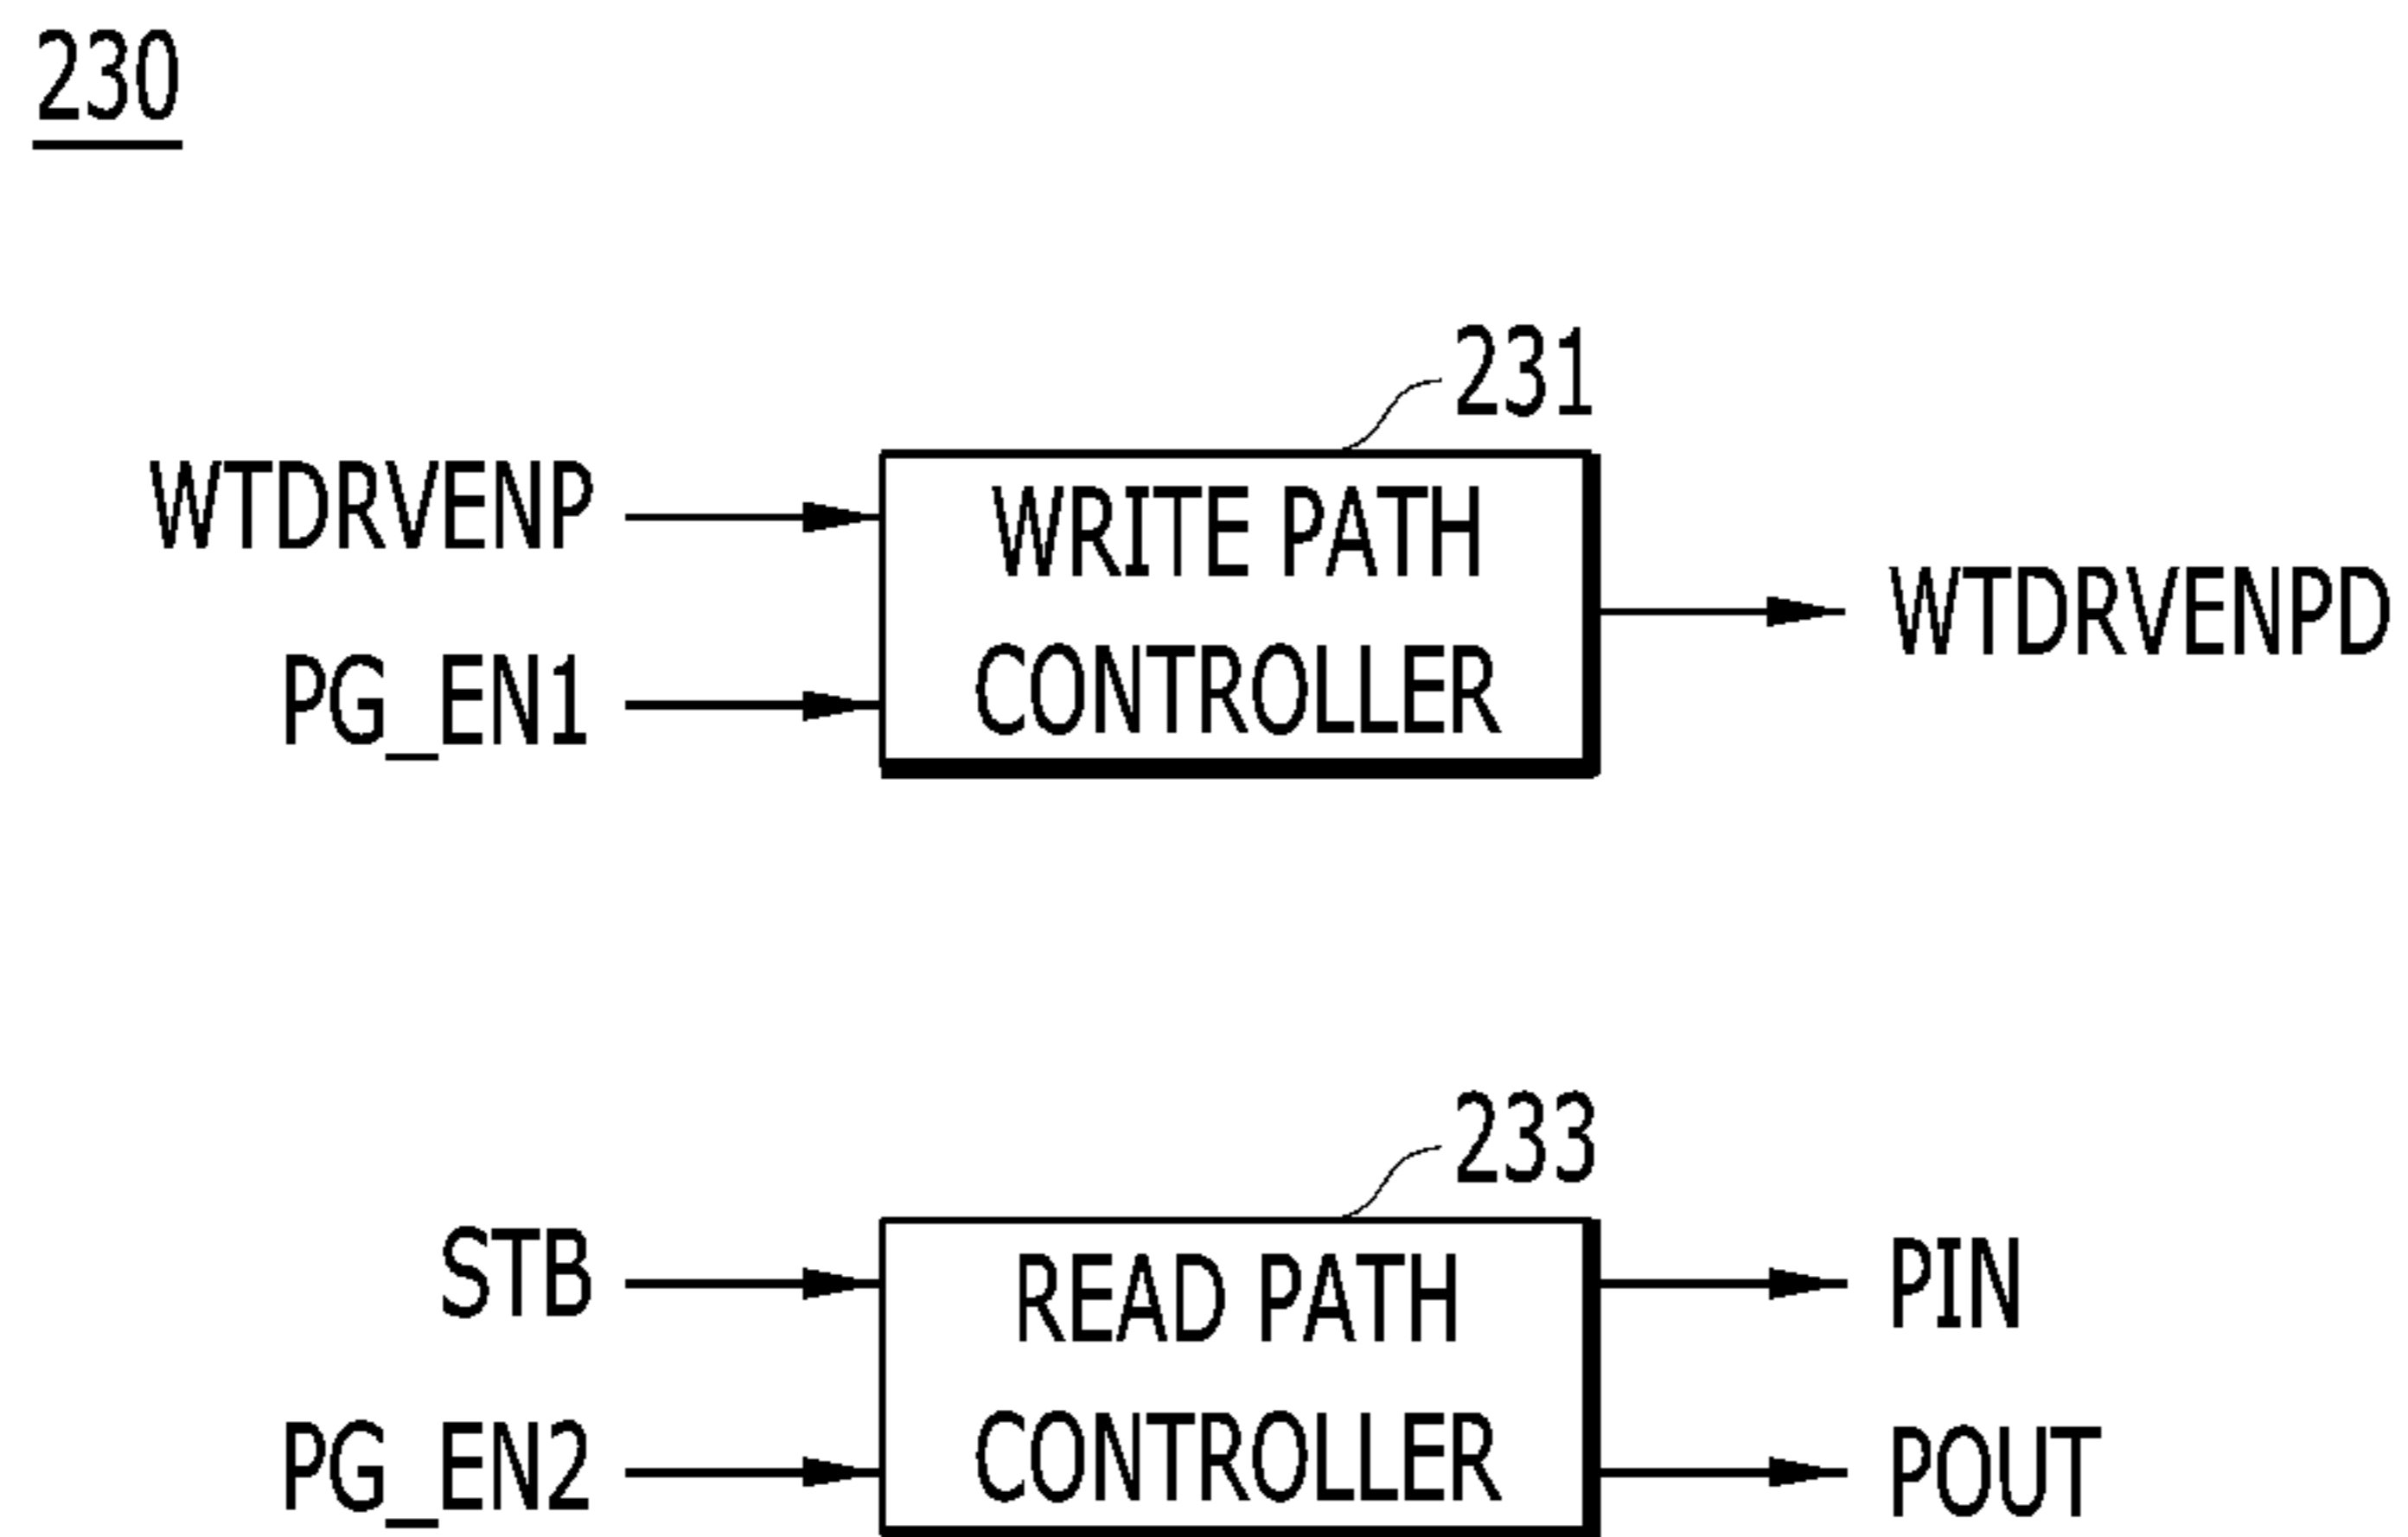 230
231
WTDRVENP
WRITE PATH
WTDRVENPD
PG_EN1
CONTROLLER
233
STB
READ PATH
PIN
PG_EN2
CONTROLLER
POUT